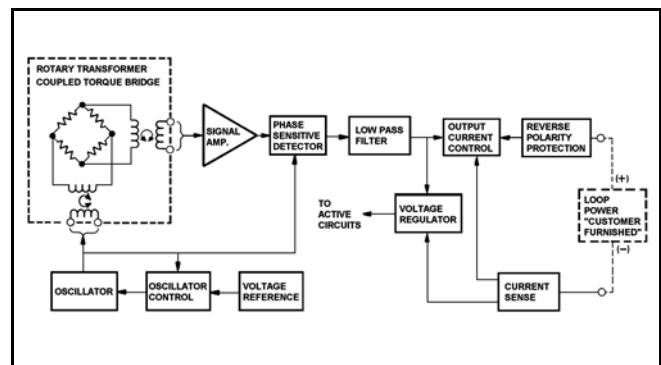 ROTARY TRANSFORMER
COUPLED TORQUE BRIDGE
SIGNAL
AMP.
PHASE
SENSITIVE
DETECTOR
LOW PASS
FILTER
OUTPUT
CURRENT
CONTROL
REVERSE
POLARITY
PROTECTION
(+)
LOOP
POWER
"CUSTOMER
FURNISHED"
(−)
TO
ACTIVE
CIRCUITS
VOLTAGE
REGULATOR
OSCILLATOR
OSCILLATOR
CONTROL
VOLTAGE
REFERENCE
CURRENT
SENSE